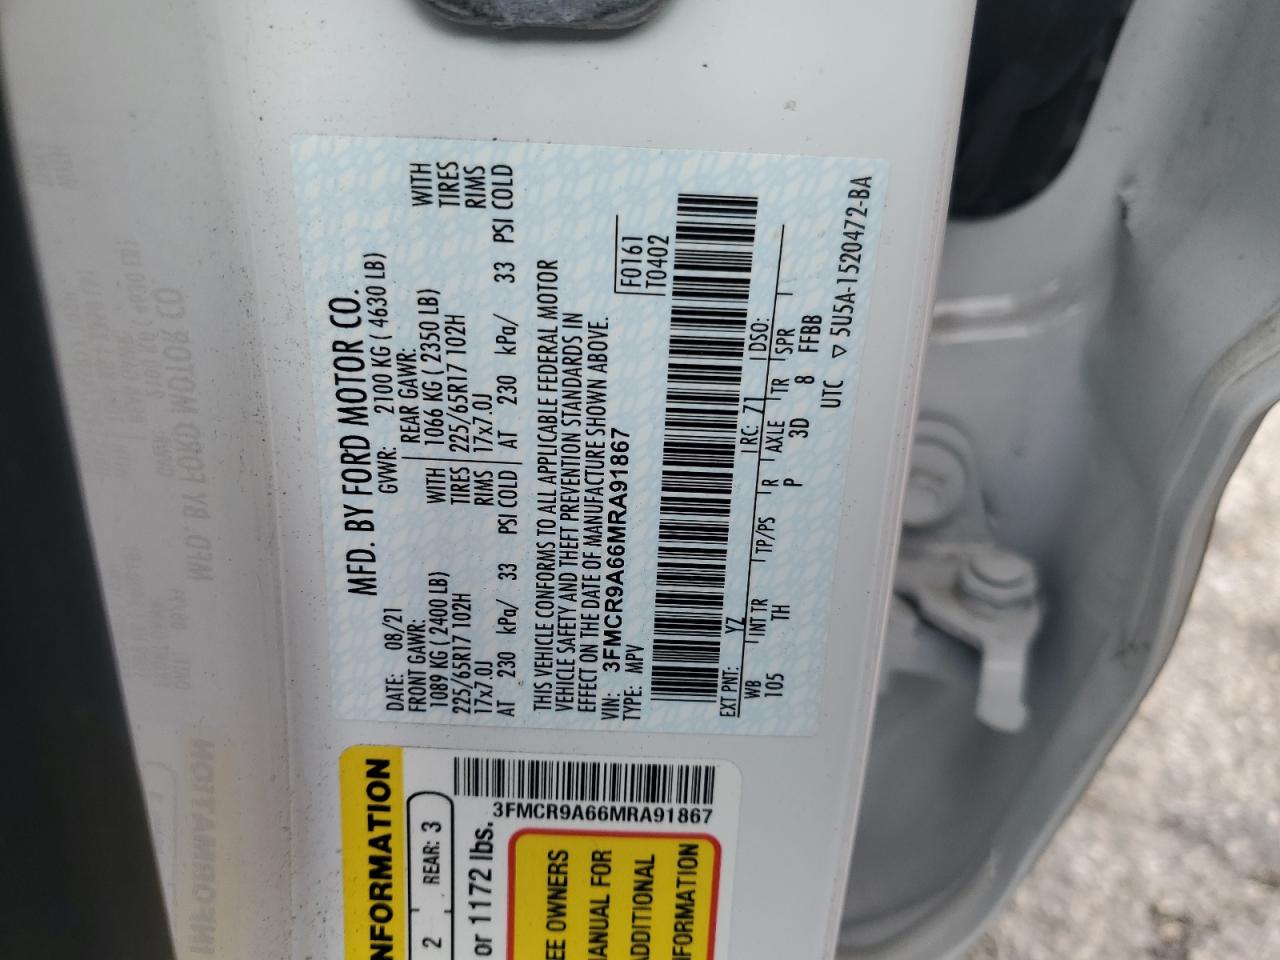 MFD. BY FORD MOTOR CO.
DATE: 08/21 GVWR: 2100 KG ( 4630 LB)
FRONT GAWR: REAR GAWR:
1089 KG ( 2400 LB) WITH 1066 KG ( 2350 LB) WITH
225/65R17 102H TIRES 225/65R17 102H TIRES
17x7.0J RIMS 17x7.0J RIMS
AT 230 kPa/ 33 PSI COLD AT 230 kPa/ 33 PSI COLD
THIS VEHICLE CONFORMS TO ALL APPLICABLE FEDERAL MOTOR
VEHICLE SAFETY AND THEFT PREVENTION STANDARDS IN
EFFECT ON THE DATE OF MANUFACTURE SHOWN ABOVE.
VIN: 3FMCR9A66MRA91867
TYPE: MPV
F0161
T0402
EXT PNT: YZ RC: 71 DSO:
WB INT TR TP/PS R AXLE TR SPR
105 TH P 3D 8 FFBB
UTC ▽ 5U5A-1520472-BA
INFORMATION
2 REAR: 3
or 1172 lbs.
3FMCR9A66MRA91867
EE OWNERS
MANUAL FOR
ADDITIONAL
FORMATION